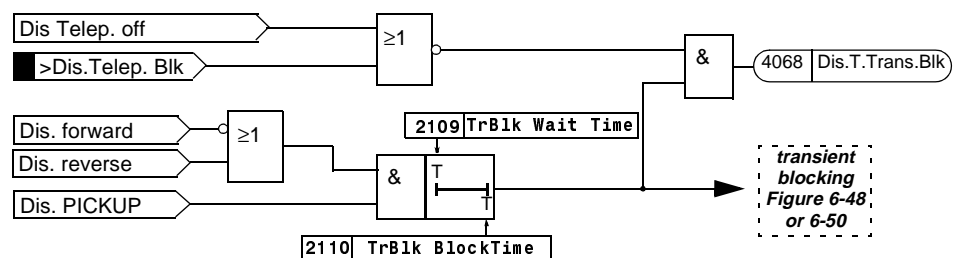 Dis Telep. off
>Dis.Telep. Blk
≥1
&
4068 Dis.T.Trans.Blk
Dis. forward
Dis. reverse
Dis. PICKUP
≥1
&
2109 TrBlk Wait Time
T
T
2110 TrBlk BlockTime
transient
blocking
Figure 6-48
or 6-50